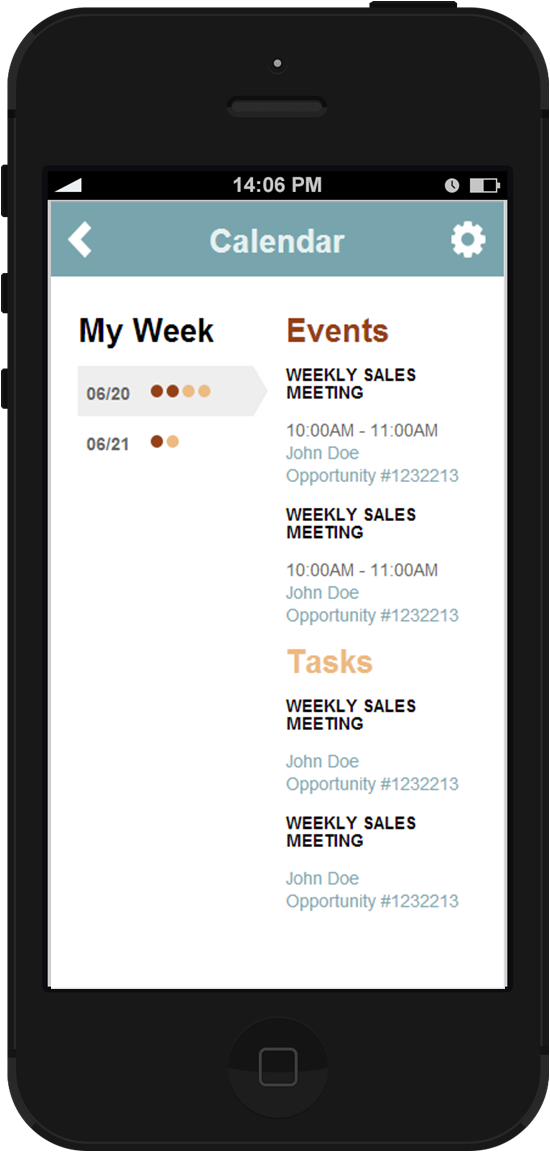 14:06 PM
Calendar
My Week
06/20
06/21
Events
WEEKLY SALES
MEETING
10:00AM - 11:00AM
John Doe
Opportunity #1232213
WEEKLY SALES
MEETING
10:00AM - 11:00AM
John Doe
Opportunity #1232213
Tasks
WEEKLY SALES
MEETING
John Doe
Opportunity #1232213
WEEKLY SALES
MEETING
John Doe
Opportunity #1232213